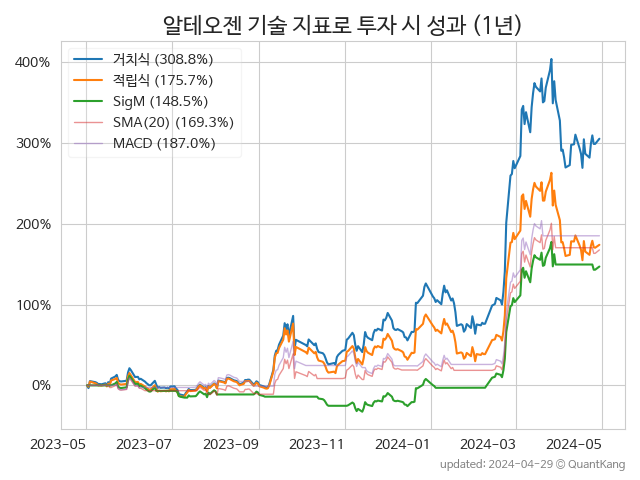 알테오젠 기술 지표로 투자 시 성과 (1년)
거치식 (308.8%)
적립식 (175.7%)
SigM (148.5%)
SMA(20) (169.3%)
MACD (187.0%)
400%
300%
200%
100%
0%
2023-05 2023-07 2023-09 2023-11 2024-01 2024-03 2024-05
updated: 2024-04-29 © QuantKang